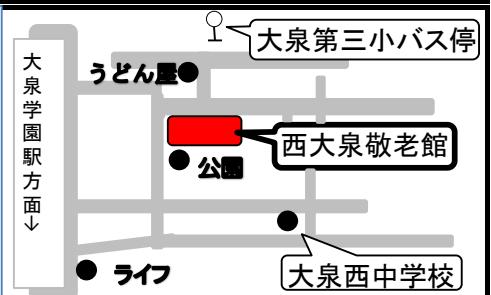 大泉第三小バス停
うどん屋
大泉学園駅方面↓
西大泉敬老館
公園
大泉西中学校
ライフ